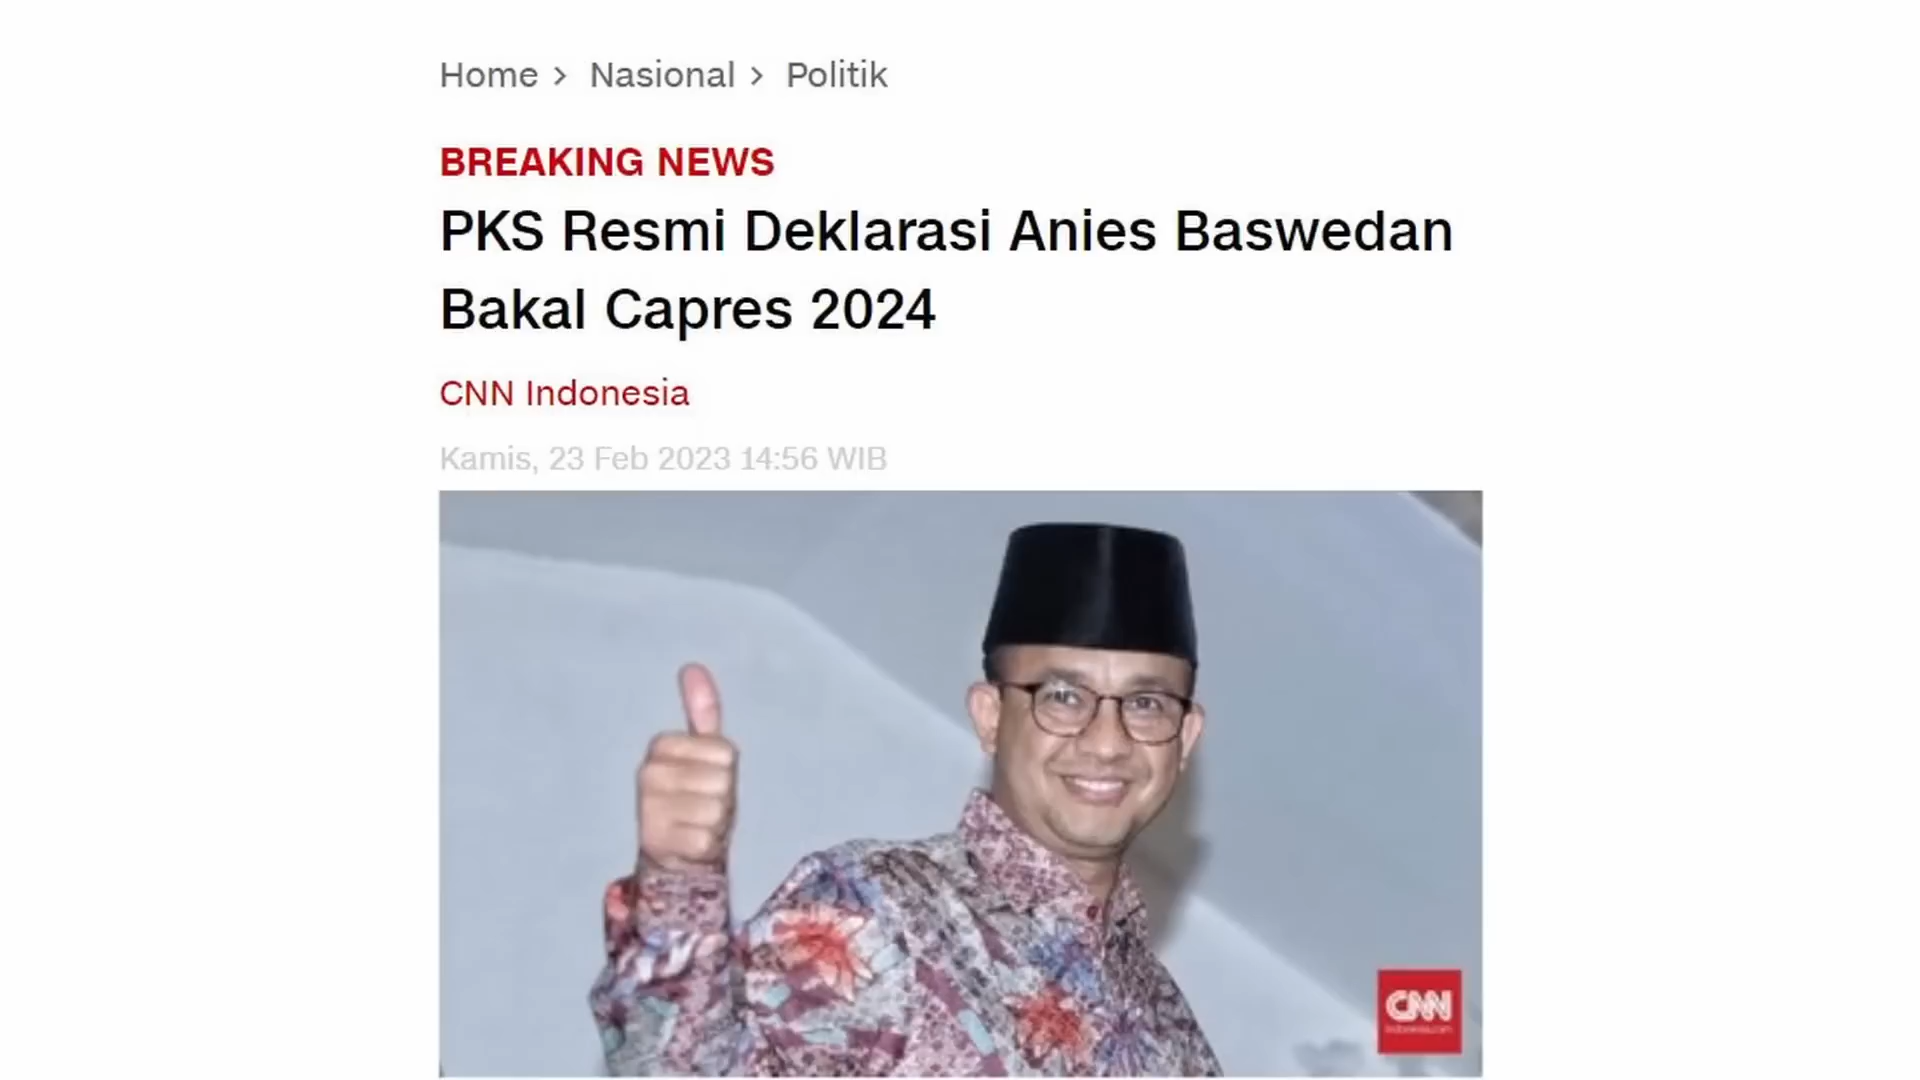 Home > Nasional > Politik
BREAKING NEWS
PKS Resmi Deklarasi Anies Baswedan
Bakal Capres 2024
CNN Indonesia
Kamis, 23 Feb 2023 14:56 WIB
CNN